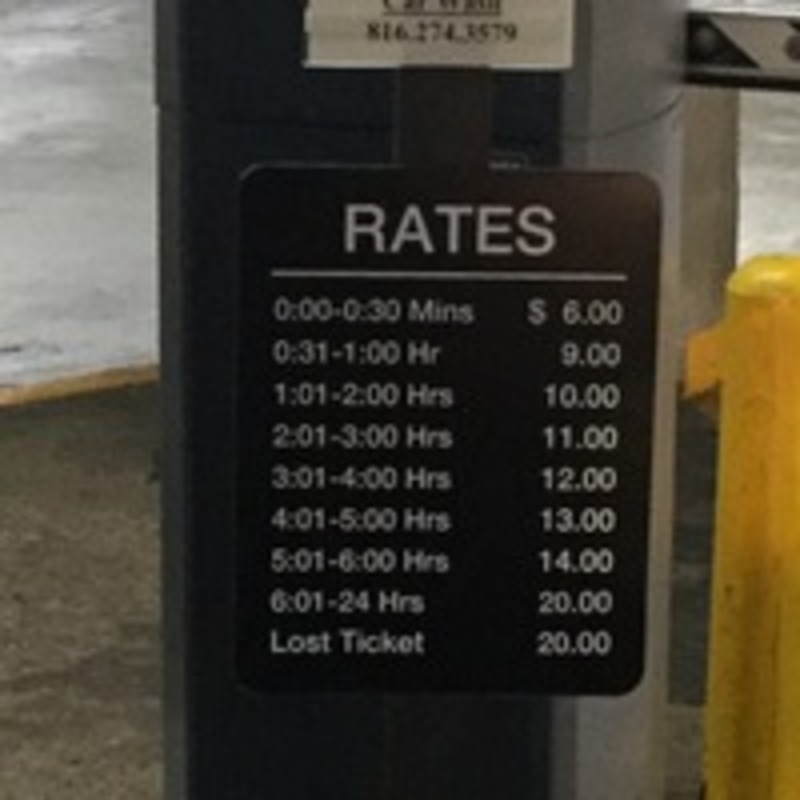 Car Wash
816.274.3579
RATES
0:00-0:30 Mins $ 6.00
0:31-1:00 Hr 9.00
1:01-2:00 Hrs 10.00
2:01-3:00 Hrs 11.00
3:01-4:00 Hrs 12.00
4:01-5:00 Hrs 13.00
5:01-6:00 Hrs 14.00
6:01-24 Hrs 20.00
Lost Ticket 20.00